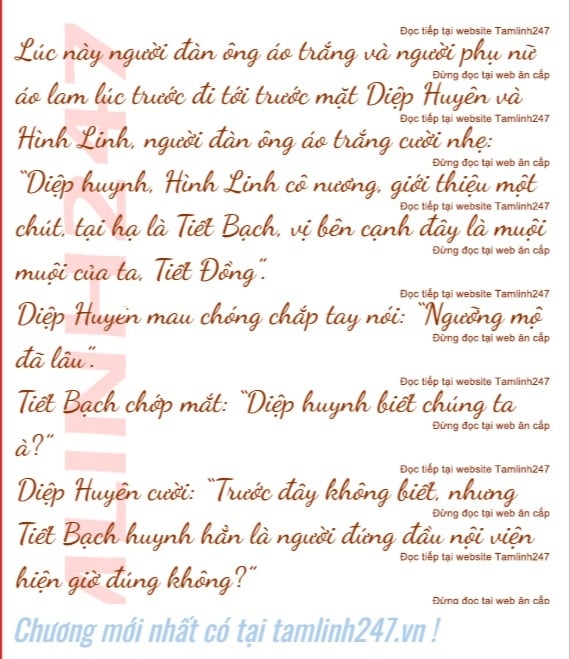 Đọc tiếp tại website Tamlinh247
Lúc này người đàn ông áo trắng và người phụ nữ
Đừng đọc tại web ăn cắp
áo lam lúc trước đi tới trước mặt Diệp Huyên và
Đọc tiếp tại website Tamlinh247
Hình Linh, người đàn ông áo trắng cười nhẹ:
Đừng đọc tại web ăn cắp
“Diệp huynh, Hình Linh cô nương, giới thiệu một
Đọc tiếp tại website Tamlinh247
chút, tại hạ là Tiết Bạch, vị bên cạnh đây là muội
Đừng đọc tại web ăn cắp
muội của ta, Tiết Đồng”.
Đọc tiếp tại website Tamlinh247
Diệp Huyên mau chóng chắp tay nói: “Ngưỡng mộ
Đừng đọc tại web ăn cắp
đã lâu”.
Đọc tiếp tại website Tamlinh247
Tiết Bạch chớp mắt: “Diệp huynh biết chúng ta
Đừng đọc tại web ăn cắp
à?”
Đọc tiếp tại website Tamlinh247
Diệp Huyên cười: “Trước đây không biết, nhưng
Đừng đọc tại web ăn cắp
Tiết Bạch huynh hẳn là người đứng đầu nội viện
Đọc tiếp tại website Tamlinh247
hiện giờ đúng không?”
Đừng đọc tại web ăn cắp
Chương mới nhất có tại tamlinh247.vn !
ALINH247